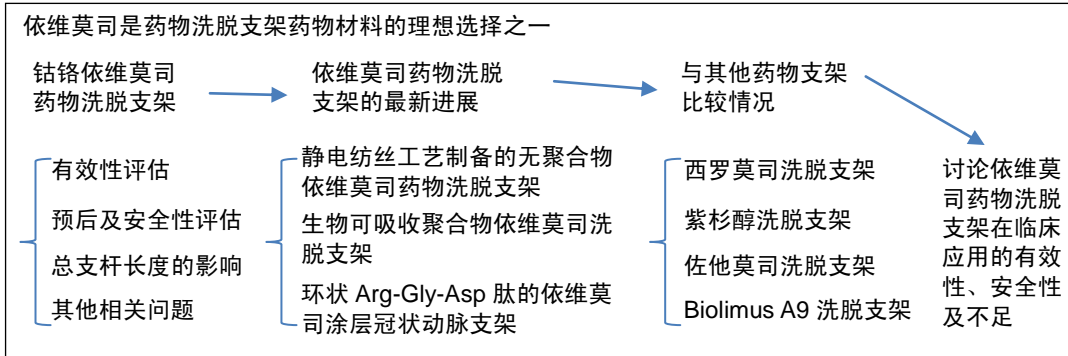 依维莫司是药物洗脱支架药物材料的理想选择之一
钴铬依维莫司
药物洗脱支架
依维莫司药物洗脱
支架的最新进展
与其他药物支架
比较情况
有效性评估
预后及安全性评估
总支杆长度的影响
其他相关问题
静电纺丝工艺制备的无聚合物
依维莫司药物洗脱支架
生物可吸收聚合物依维莫司洗
脱支架
环状 Arg-Gly-Asp 肽的依维莫
司涂层冠状动脉支架
西罗莫司洗脱支架
紫杉醇洗脱支架
佐他莫司洗脱支架
Biolimus A9 洗脱支架
讨论依维莫
司药物洗脱
支架在临床
应用的有效
性、安全性
及不足